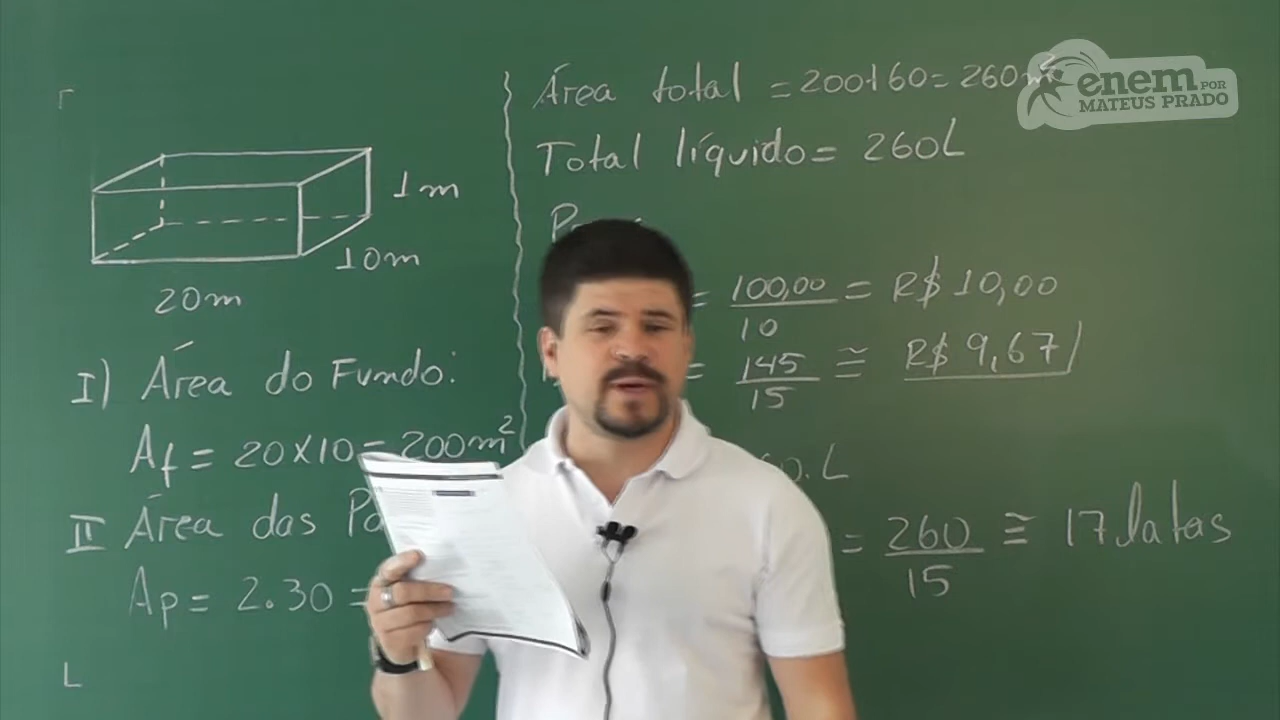 enem POR
MATEUS PRADO
1m
10m
20m
I) Área do Fundo:
Af = 20x10 = 200m²
II Área das
Ap = 2.30 =
Área total = 200+60 = 260m²
Total líquido = 260L
= 100,00/10 = R$ 10,00
= 145/15 ≅ R$ 9,67/
.L
= 260/15 ≅ 17 latas